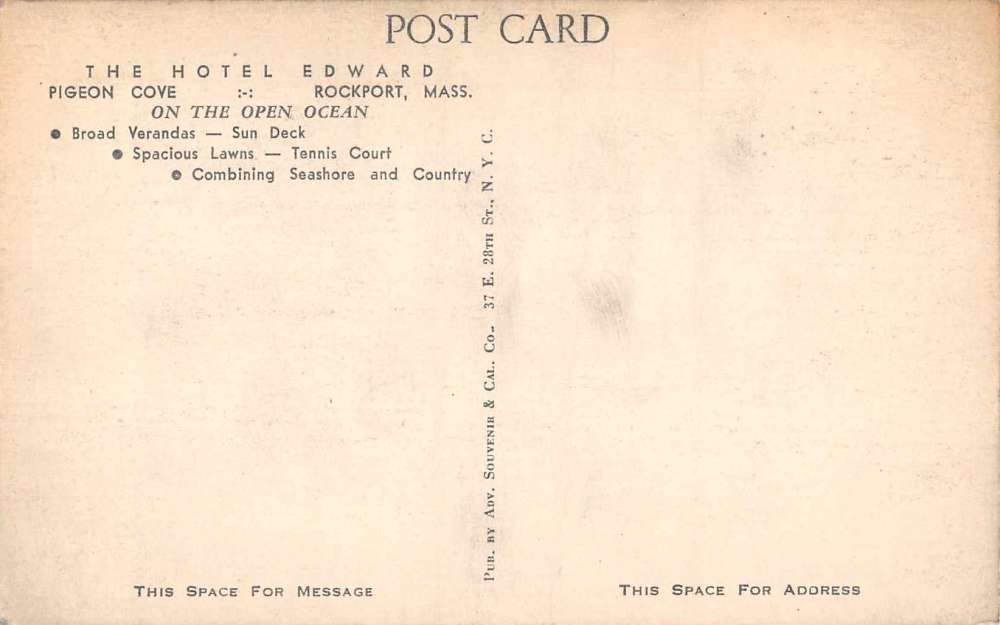 POST CARD
THE HOTEL EDWARD
PIGEON COVE :-: ROCKPORT, MASS.
ON THE OPEN OCEAN
● Broad Verandas — Sun Deck
● Spacious Lawns — Tennis Court
● Combining Seashore and Country
Pub. by Adv. Souvenir & Cal. Co. 37 E. 28th St., N. Y. C.
This Space For Message
This Space For Address